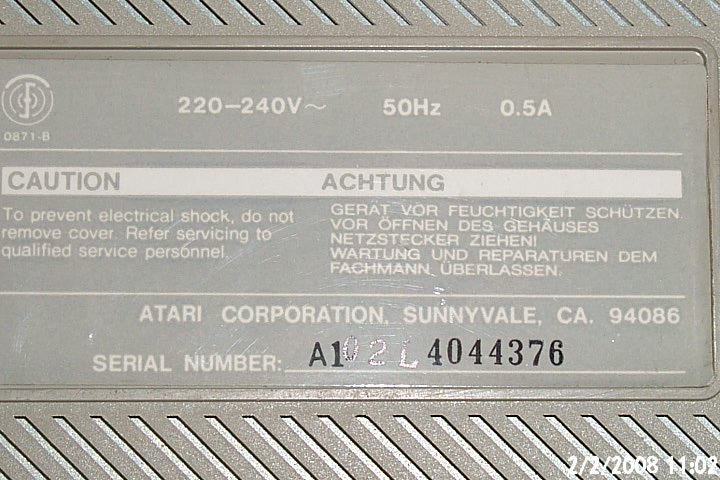 220–240V~ 50Hz 0.5A
0871-B
CAUTION ACHTUNG
To prevent electrical shock, do not
remove cover. Refer servicing to
qualified service personnel.
GERÄT VOR FEUCHTIGKEIT SCHÜTZEN.
VOR ÖFFNEN DES GEHÄUSES
NETZSTECKER ZIEHEN!
WARTUNG UND REPARATUREN DEM
FACHMANN ÜBERLASSEN.
ATARI CORPORATION, SUNNYVALE, CA. 94086
SERIAL NUMBER: A102L4044376
2/2/2008 11:02